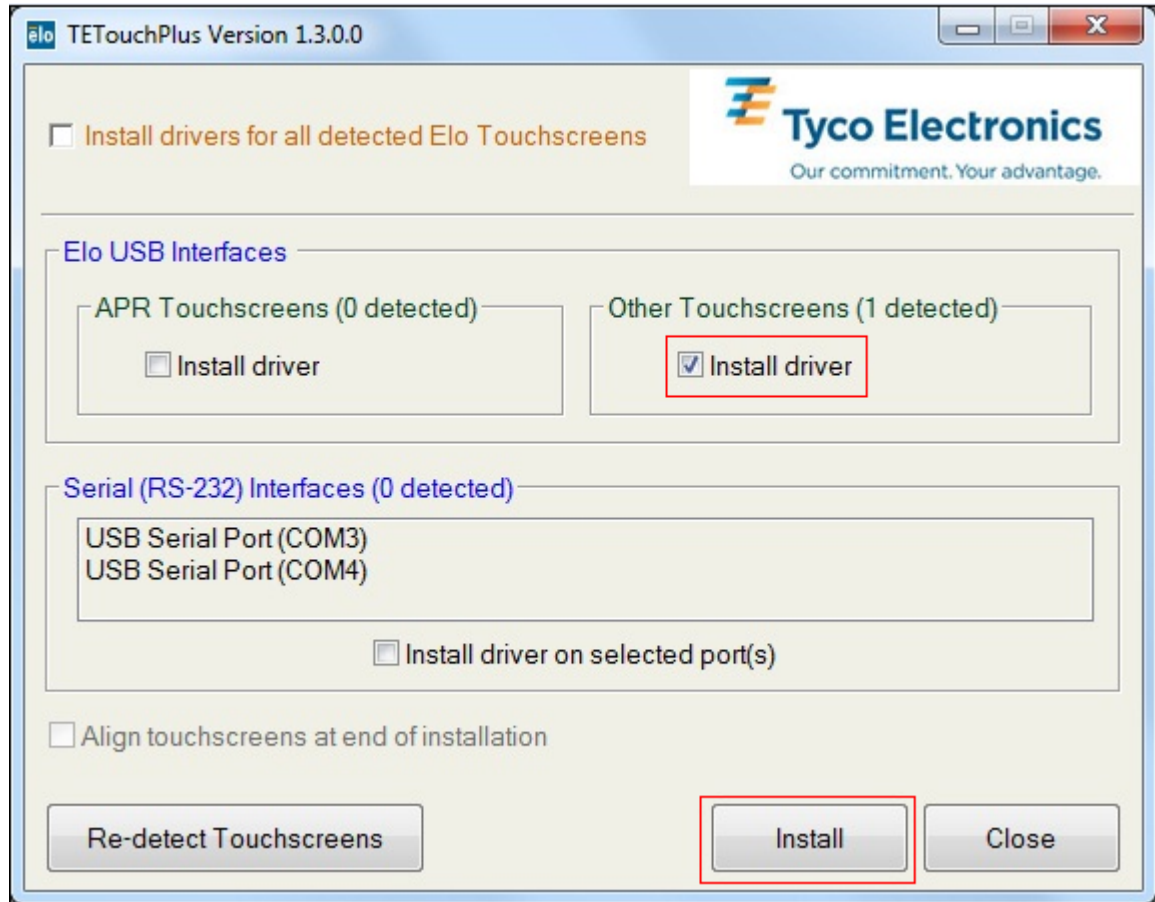 elo TETouchPlus Version 1.3.0.0
Install drivers for all detected Elo Touchscreens
Tyco Electronics
Our commitment. Your advantage.
Elo USB Interfaces
APR Touchscreens (0 detected)
Install driver
Other Touchscreens (1 detected)
Install driver
Serial (RS-232) Interfaces (0 detected)
USB Serial Port (COM3)
USB Serial Port (COM4)
Install driver on selected port(s)
Align touchscreens at end of installation
Re-detect Touchscreens
Install
Close